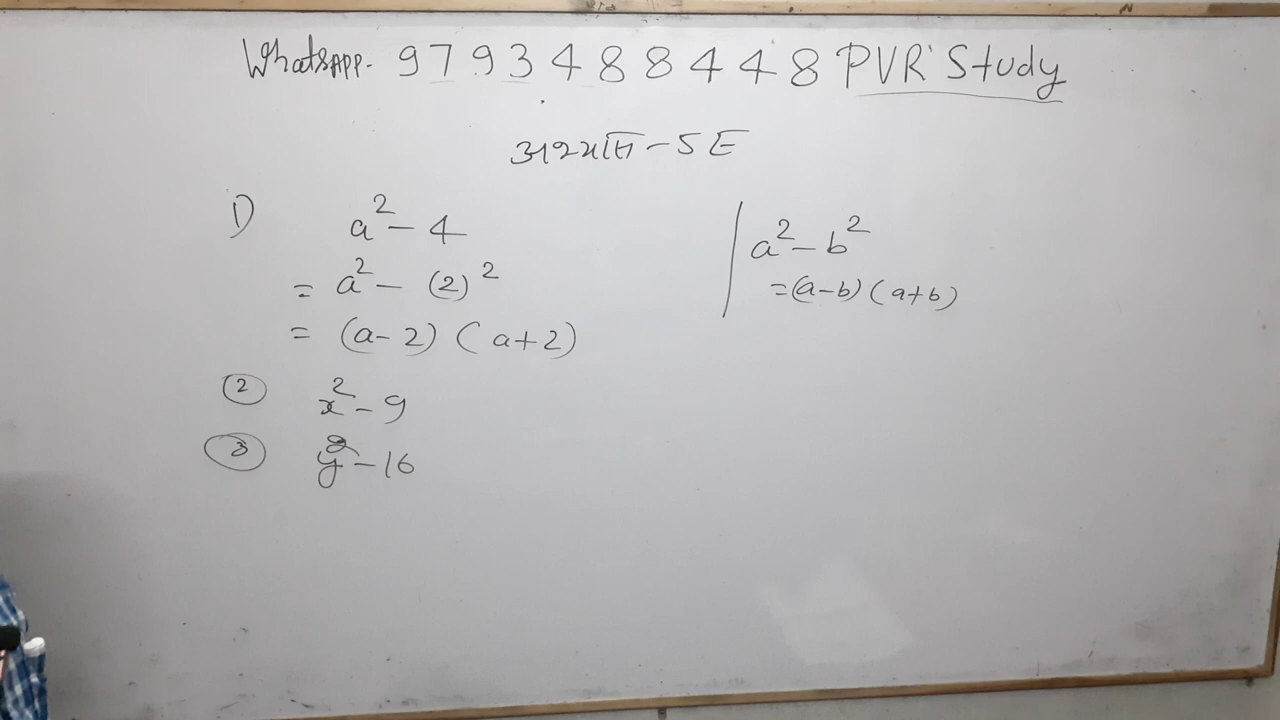 WhatsAPP. 9793488448 PVR Study
अभ्यास - 5 E
1) a² - 4
= a² - (2)²
= (a - 2) (a + 2)
② x² - 9
③ y² - 16
a² - b²
= (a - b) (a + b)